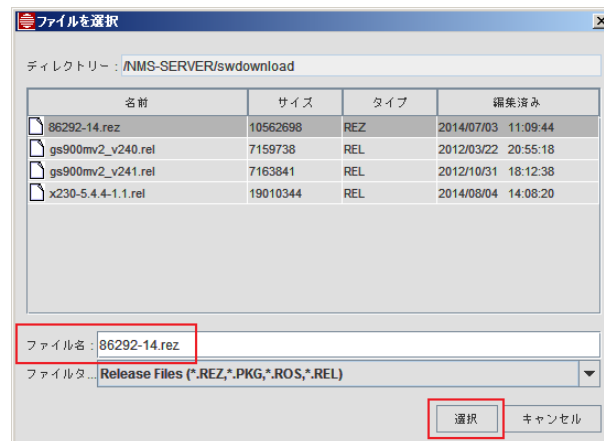 ファイルを選択
ディレクトリー : /NMS-SERVER/swdownload
名前 サイズ タイプ 編集済み
86292-14.rez 10562698 REZ 2014/07/03 11:09:44
gs900mv2_v240.rel 7159738 REL 2012/03/22 20:55:18
gs900mv2_v241.rel 7163841 REL 2012/10/31 18:12:38
x230-5.4.4-1.1.rel 19010344 REL 2014/08/04 14:08:20
ファイル名 : 86292-14.rez
ファイルタ... Release Files (*.REZ,*.PKG,*.ROS,*.REL)
選択 キャンセル